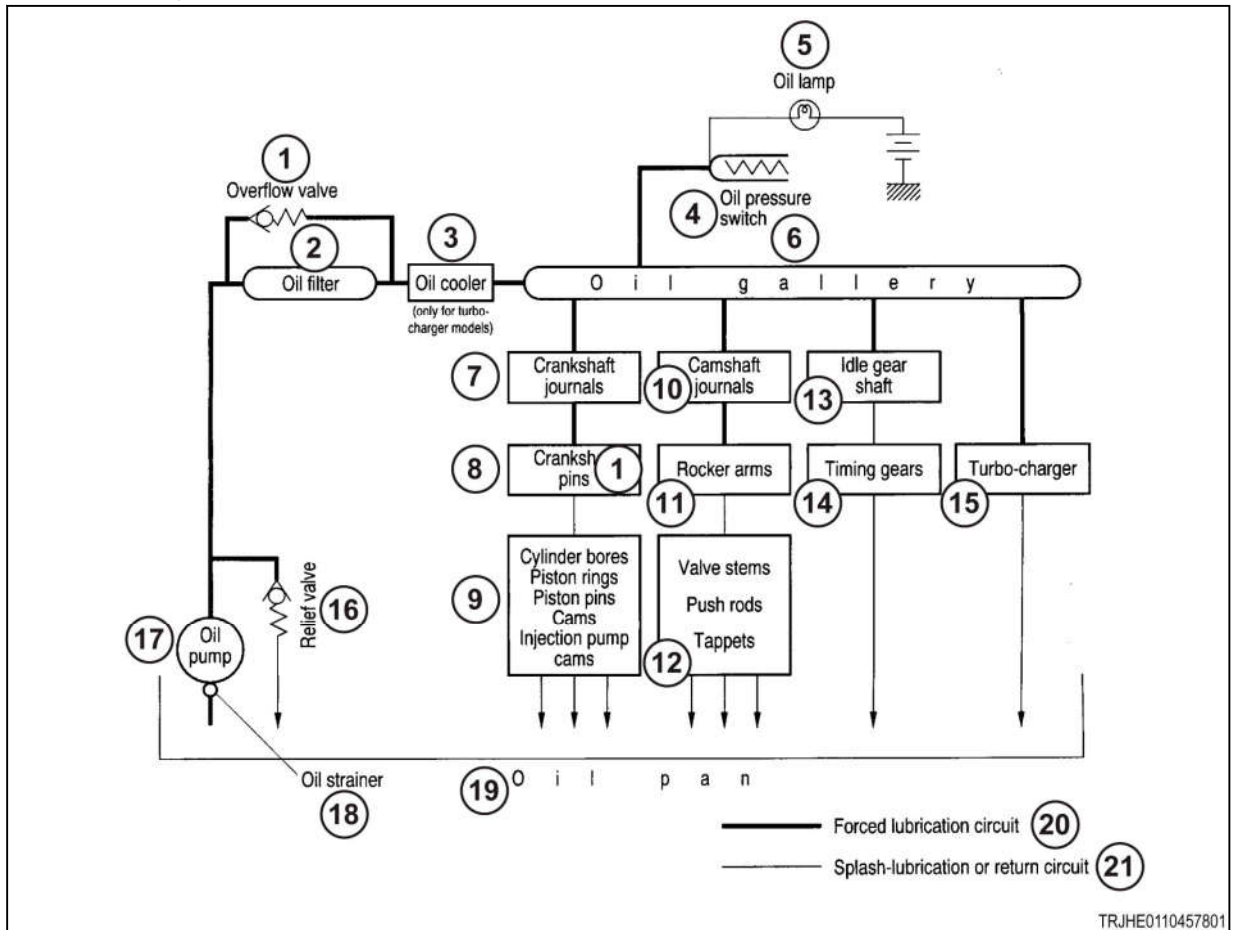 5
Oil lamp
1
Overflow valve
4
Oil pressure
switch
6
2
3
Oil filter
Oil cooler
(only for turbo-
charger models)
Oil gallery
7
Crankshaft
journals
10
Camshaft
journals
13
Idle gear
shaft
8
pins
1
11
Rocker arms
14
Timing gears
15
Turbo-charger
9
Cylinder bores
Piston rings
Piston pins
Cams
Injection pump
cams
12
Valve stems
Push rods
Tappets
16
Relief valve
17
Oil
pump
Oil strainer
18
19
Oil pan
Forced lubrication circuit
20
Splash-lubrication or return circuit
21
TRJHE0110457801